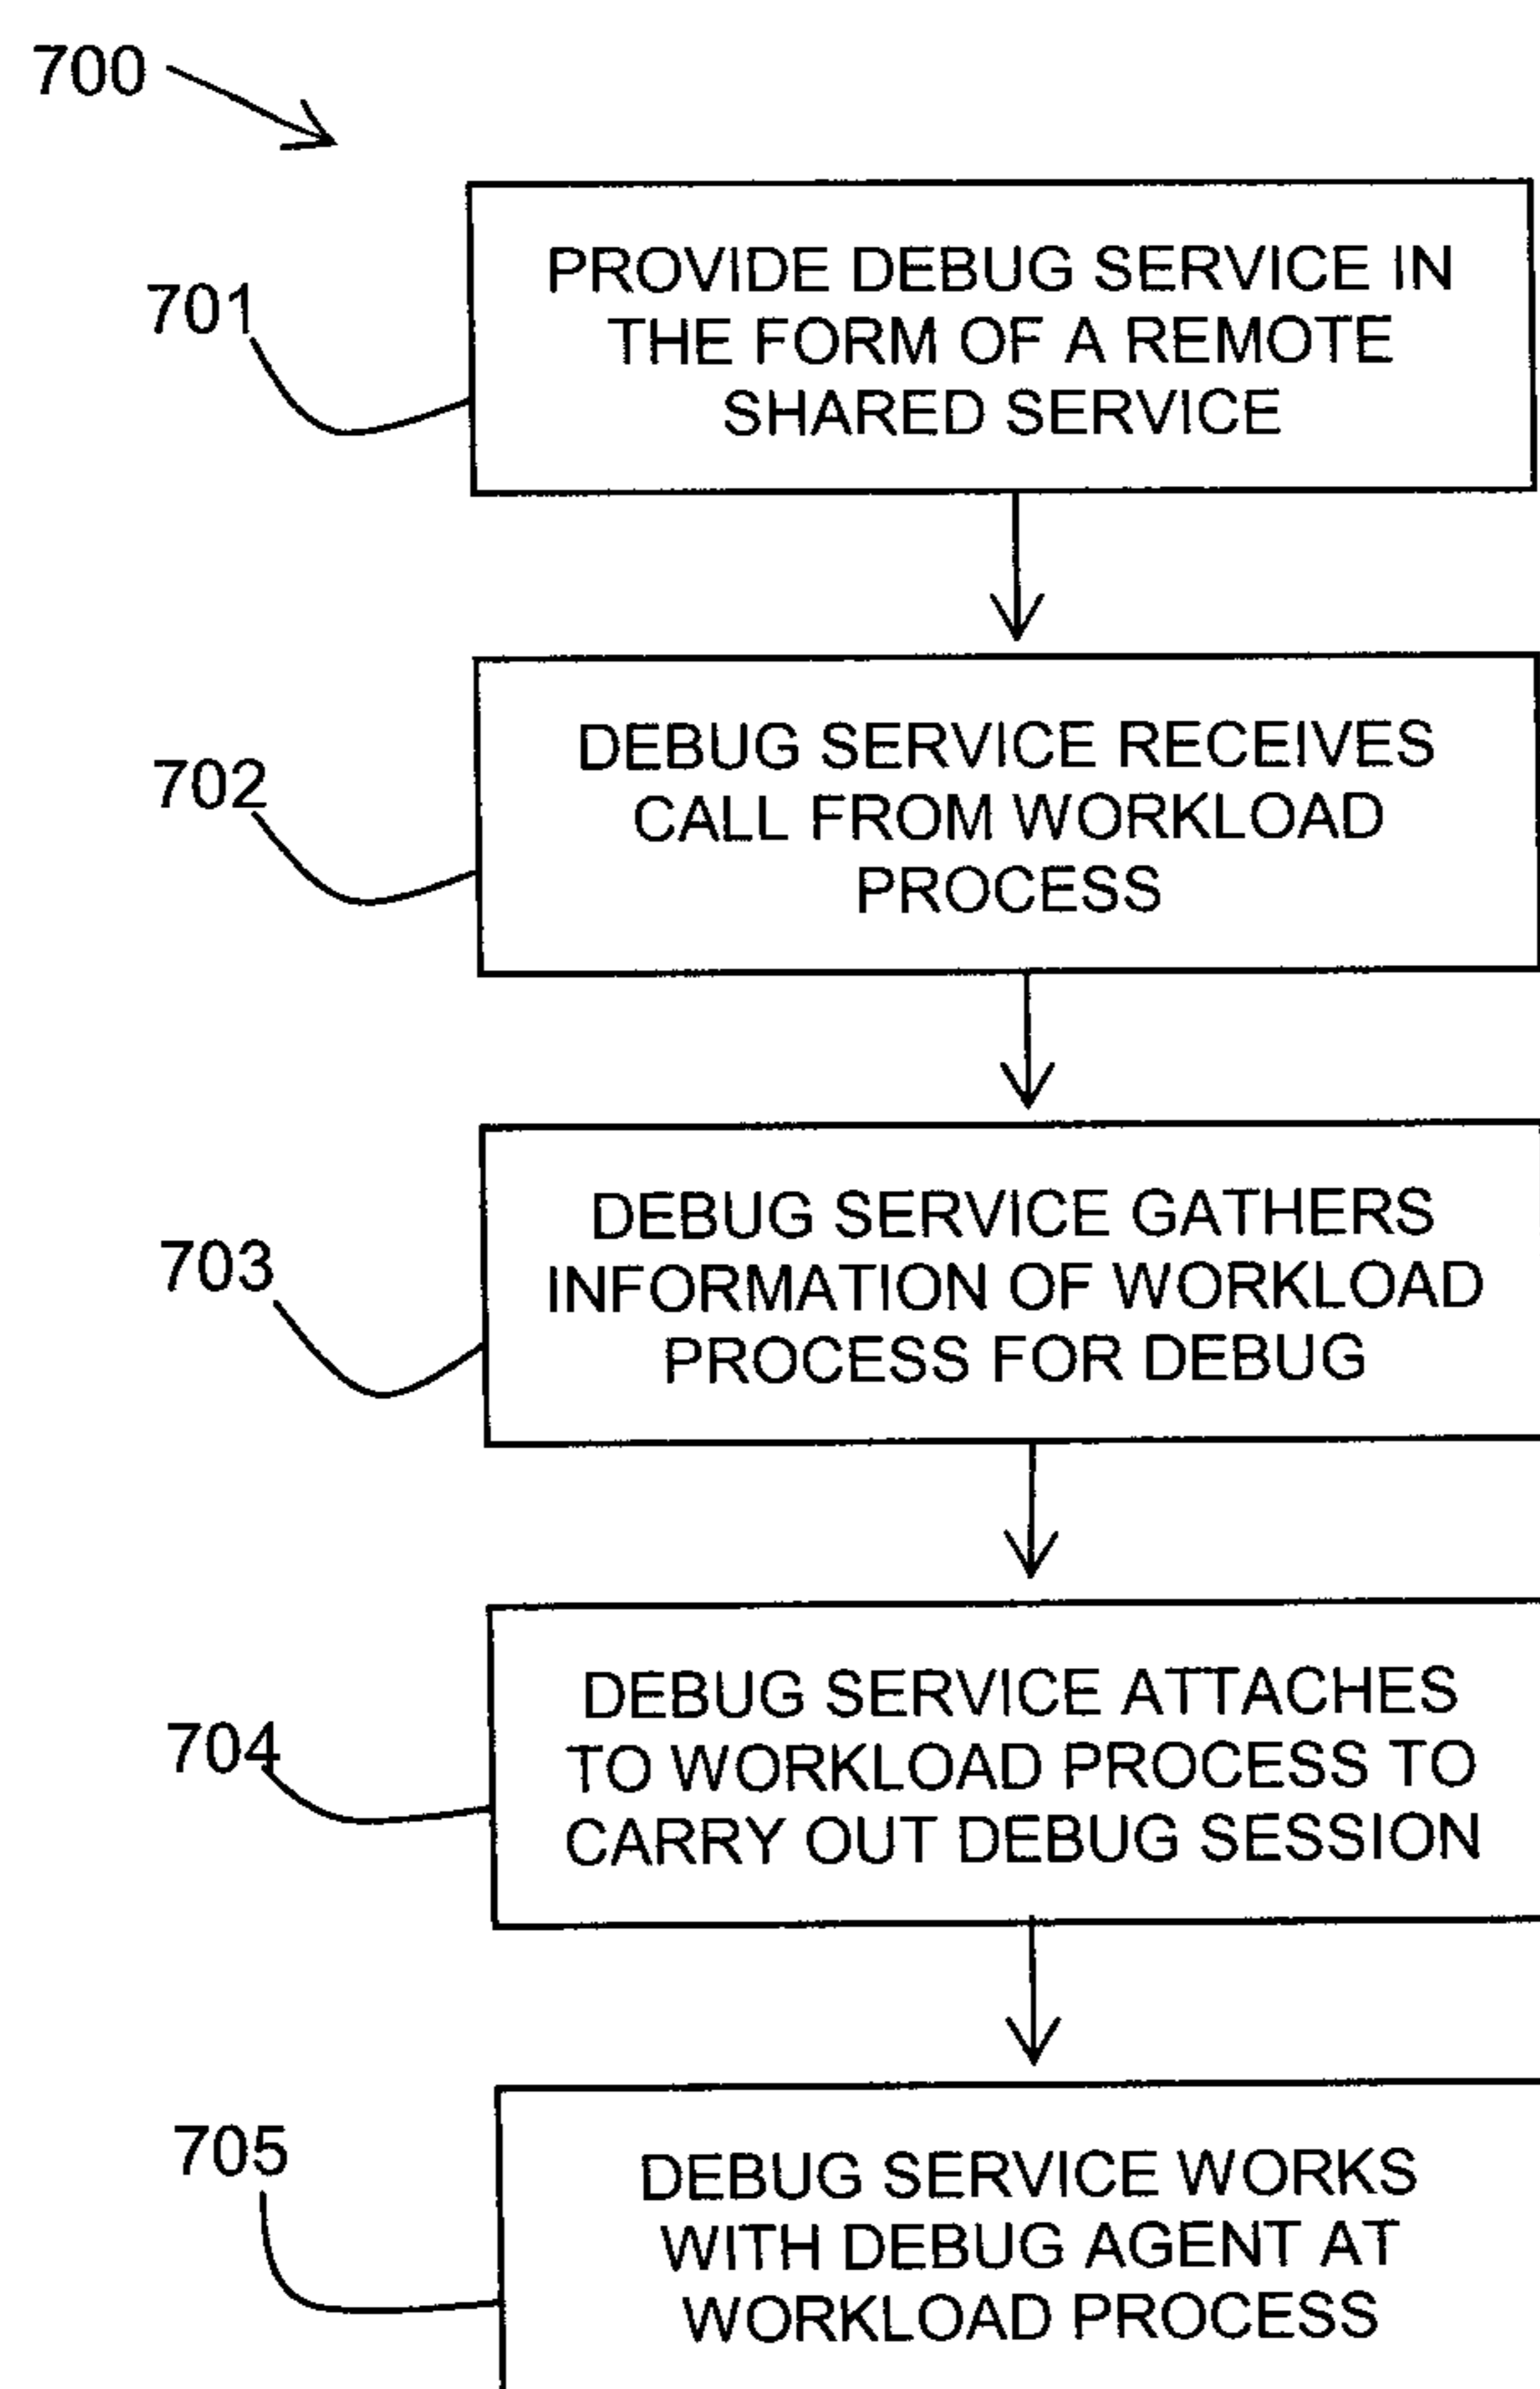 700
701
PROVIDE DEBUG SERVICE IN
THE FORM OF A REMOTE
SHARED SERVICE
702
DEBUG SERVICE RECEIVES
CALL FROM WORKLOAD
PROCESS
703
DEBUG SERVICE GATHERS
INFORMATION OF WORKLOAD
PROCESS FOR DEBUG
704
DEBUG SERVICE ATTACHES
TO WORKLOAD PROCESS TO
CARRY OUT DEBUG SESSION
705
DEBUG SERVICE WORKS
WITH DEBUG AGENT AT
WORKLOAD PROCESS